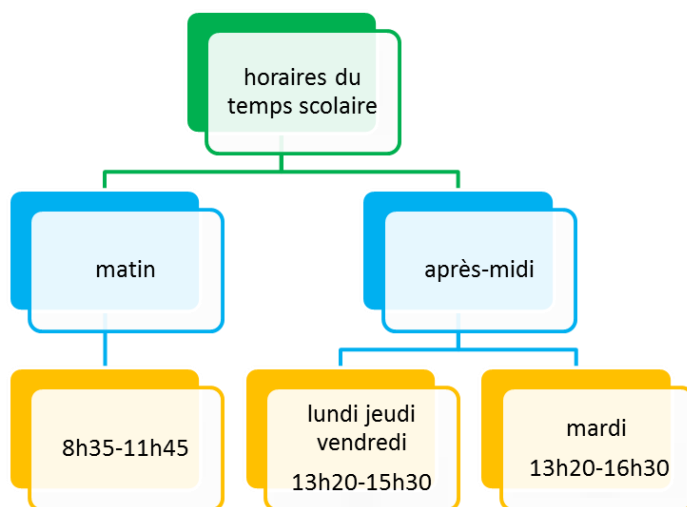 horaires du
temps scolaire
matin
après-midi
8h35-11h45
lundi jeudi
vendredi
13h20-15h30
mardi
13h20-16h30